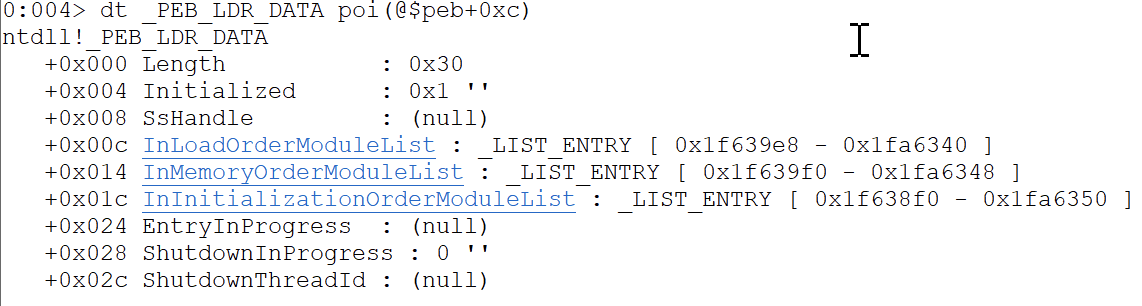 0:004> dt _PEB_LDR_DATA poi(@$peb+0xc)
ntdll!_PEB_LDR_DATA
   +0x000 Length           : 0x30
   +0x004 Initialized      : 0x1 ''
   +0x008 SsHandle         : (null)
   +0x00c InLoadOrderModuleList : _LIST_ENTRY [ 0x1f639e8 - 0x1fa6340 ]
   +0x014 InMemoryOrderModuleList : _LIST_ENTRY [ 0x1f639f0 - 0x1fa6348 ]
   +0x01c InInitializationOrderModuleList : _LIST_ENTRY [ 0x1f638f0 - 0x1fa6350 ]
   +0x024 EntryInProgress  : (null)
   +0x028 ShutdownInProgress : 0 ''
   +0x02c ShutdownThreadId : (null)